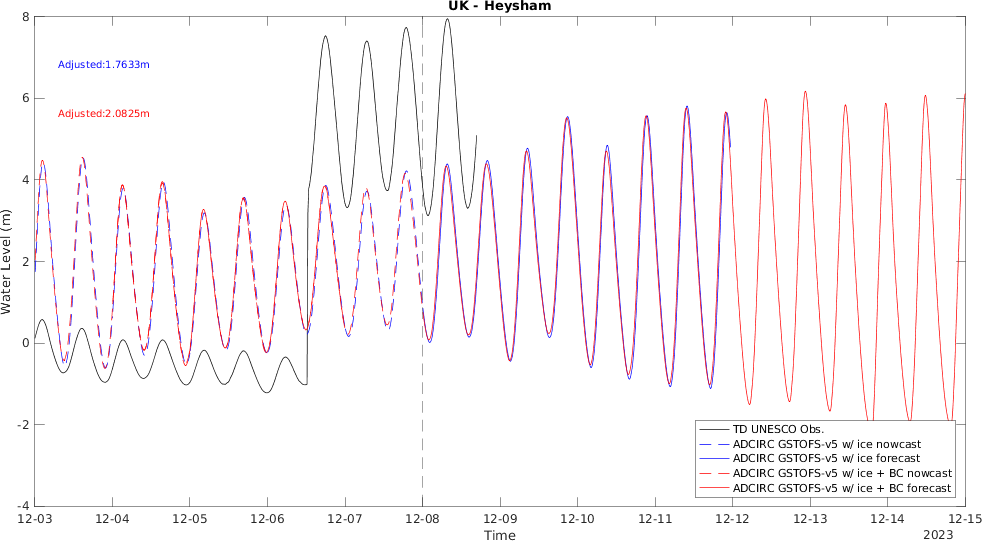 UK - Heysham
Adjusted:1.7633m
Adjusted:2.0825m
Water Level (m)
8
6
4
2
0
-2
-4
TD UNESCO Obs.
ADCIRC GSTOFS-v5 w/ ice nowcast
ADCIRC GSTOFS-v5 w/ ice forecast
ADCIRC GSTOFS-v5 w/ ice + BC nowcast
ADCIRC GSTOFS-v5 w/ ice + BC forecast
12-03 12-04 12-05 12-06 12-07 12-08 12-09 12-10 12-11 12-12 12-13 12-14 12-15
Time
2023